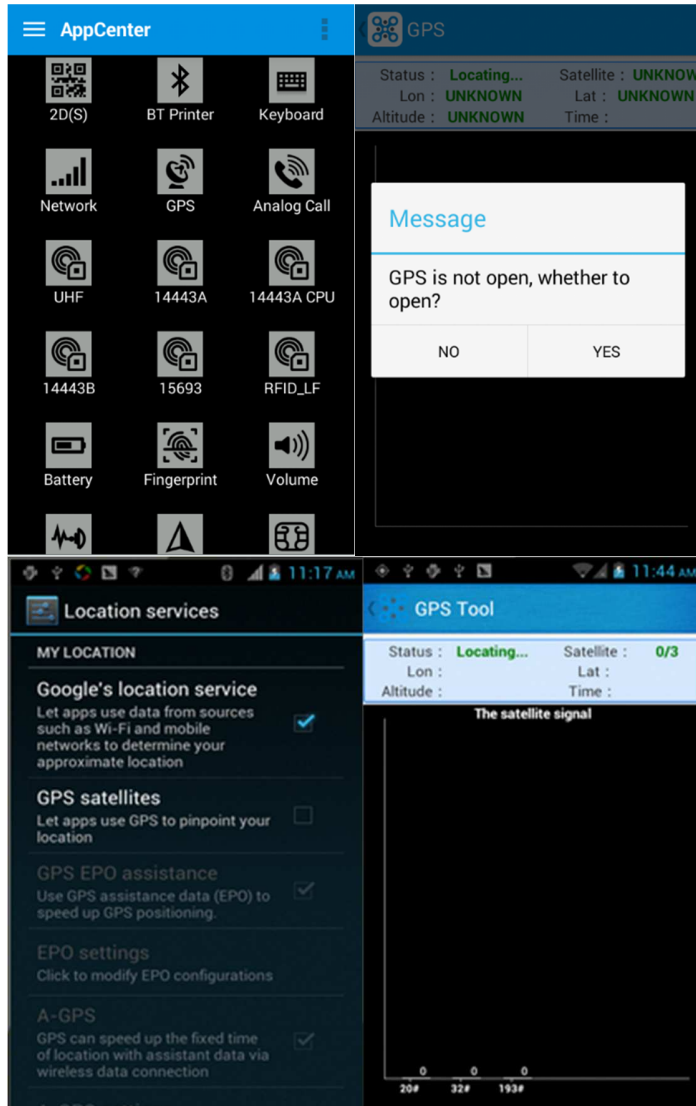 AppCenter
2D(S) BT Printer Keyboard
Network GPS Analog Call
UHF 14443A 14443A CPU
14443B 15693 RFID_LF
Battery Fingerprint Volume
GPS
Status : Locating... Satellite : UNKNOW
Lon : UNKNOWN Lat : UNKNOWN
Altitude : UNKNOWN Time :
Message
GPS is not open, whether to
open?
NO YES
11:17 AM
Location services
MY LOCATION
Google's location service
Let apps use data from sources
such as Wi-Fi and mobile
networks to determine your
approximate location
GPS satellites
Let apps use GPS to pinpoint your
location
GPS EPO assistance
Use GPS assistance data (EPO) to
speed up GPS positioning.
EPO settings
Click to modify EPO configurations
A-GPS
GPS can speed up the fixed time
of location with assistant data via
wireless data connection
11:44 AM
GPS Tool
Status : Locating... Satellite : 0/3
Lon : Lat :
Altitude : Time :
The satellite signal
0 0 0
20# 32# 193#